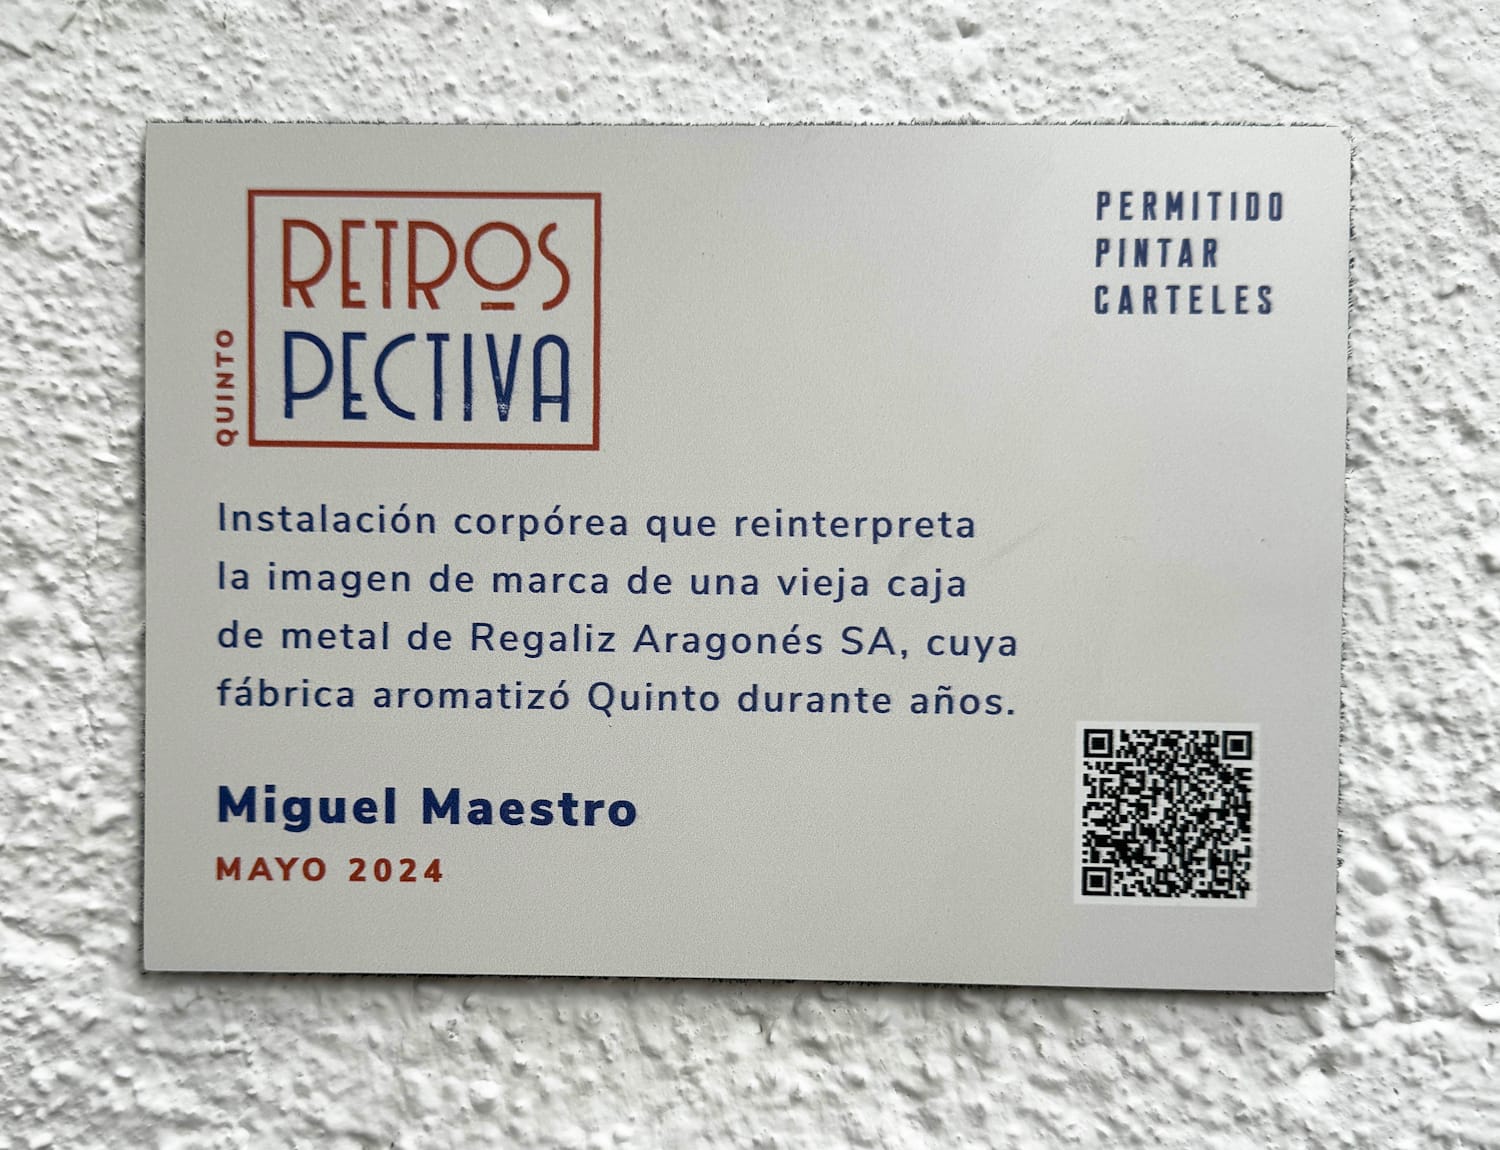 QUINTO
RETROS
PECTIVA
PERMITIDO
PINTAR
CARTELES
Instalación corpórea que reinterpreta
la imagen de marca de una vieja caja
de metal de Regaliz Aragonés SA, cuya
fábrica aromatizó Quinto durante años.
Miguel Maestro
MAYO 2024